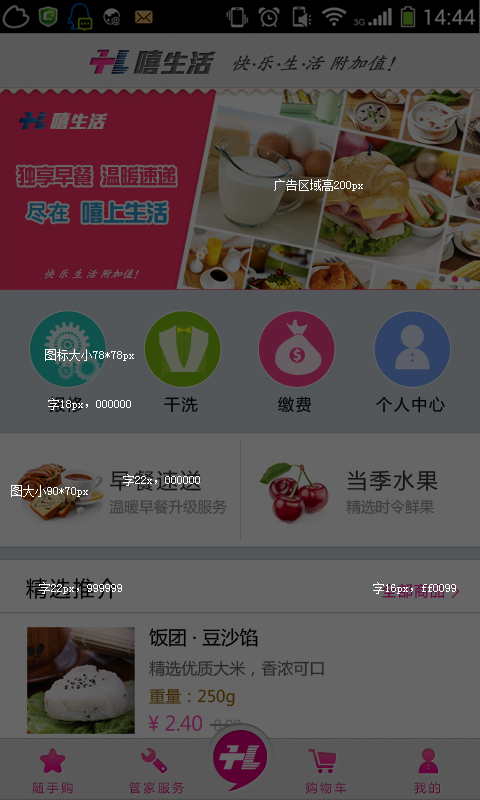 3G 14:44
嘻生活 快·乐·生·活 附加值！
嘻生活
独享早餐 温暖速递
尽在 嘻上生活
快乐生活附加值！
广告区域高200px
图标大小78*78px
报修 干洗 缴费 个人中心
字18px，000000
早餐速送
字22x，000000
图大小90*70px
温暖早餐升级服务
当季水果
精选时令鲜果
精选推介
字22px，999999
全部商品
字16px，ff0099
饭团 · 豆沙馅
精选优质大米，香浓可口
重量：250g
¥ 2.40 8.00
随手购 管家服务 购物车 我的